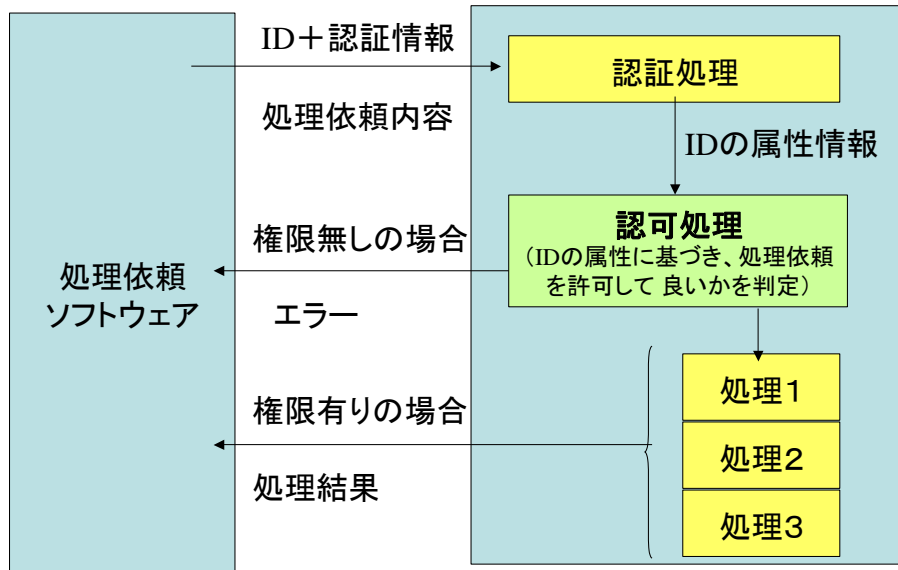 ID+認証情報
処理依頼内容
認証処理
IDの属性情報
認可処理
(IDの属性に基づき、処理依頼
を許可して 良いかを判定)
権限無しの場合
エラー
処理依頼
ソフトウェア
権限有りの場合
処理結果
処理1
処理2
処理3